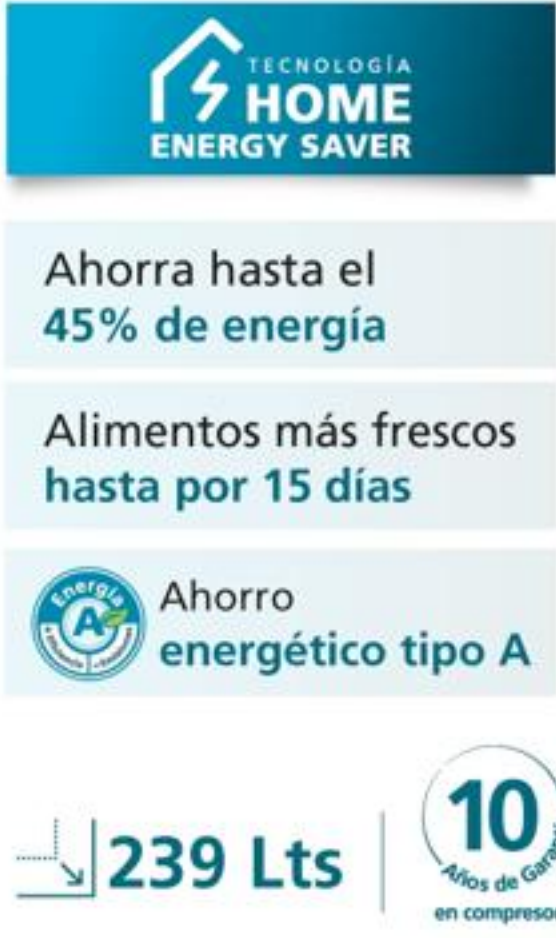 TECNOLOGÍA
HOME
ENERGY SAVER
Ahorra hasta el
45% de energía
Alimentos más frescos
hasta por 15 días
Energía
A
Ahorro
energético tipo A
239 Lts
10
Años de
en